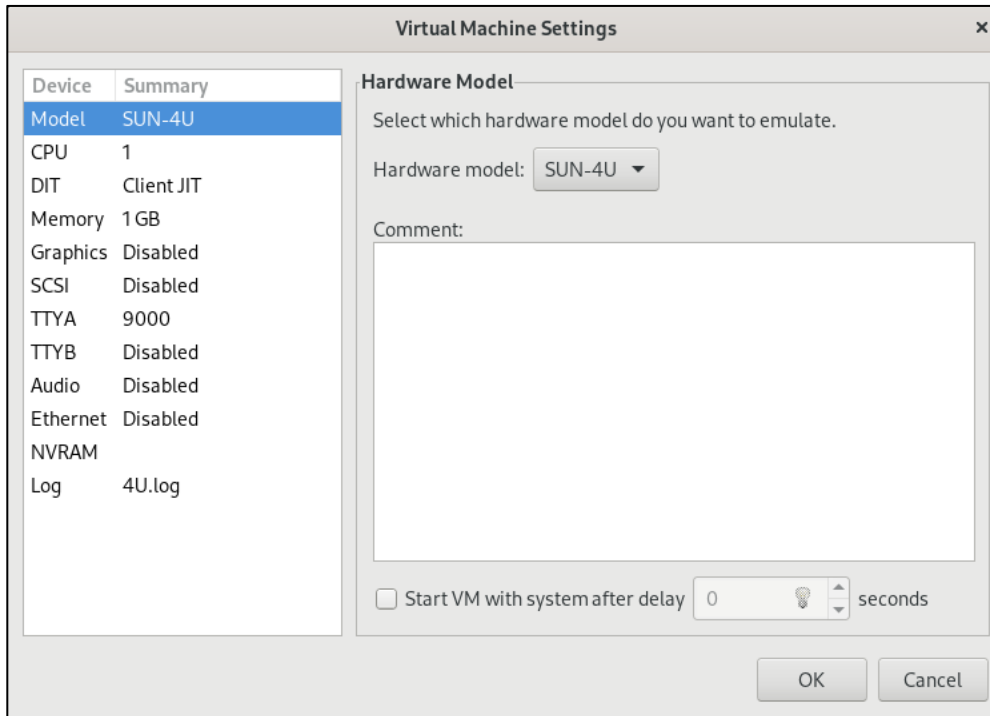 Virtual Machine Settings ×
Device Summary
Model SUN-4U
CPU 1
DIT Client JIT
Memory 1 GB
Graphics Disabled
SCSI Disabled
TTYA 9000
TTYB Disabled
Audio Disabled
Ethernet Disabled
NVRAM
Log 4U.log
Hardware Model
Select which hardware model do you want to emulate.
Hardware model: SUN-4U
Comment:
Start VM with system after delay 0 seconds
OK Cancel